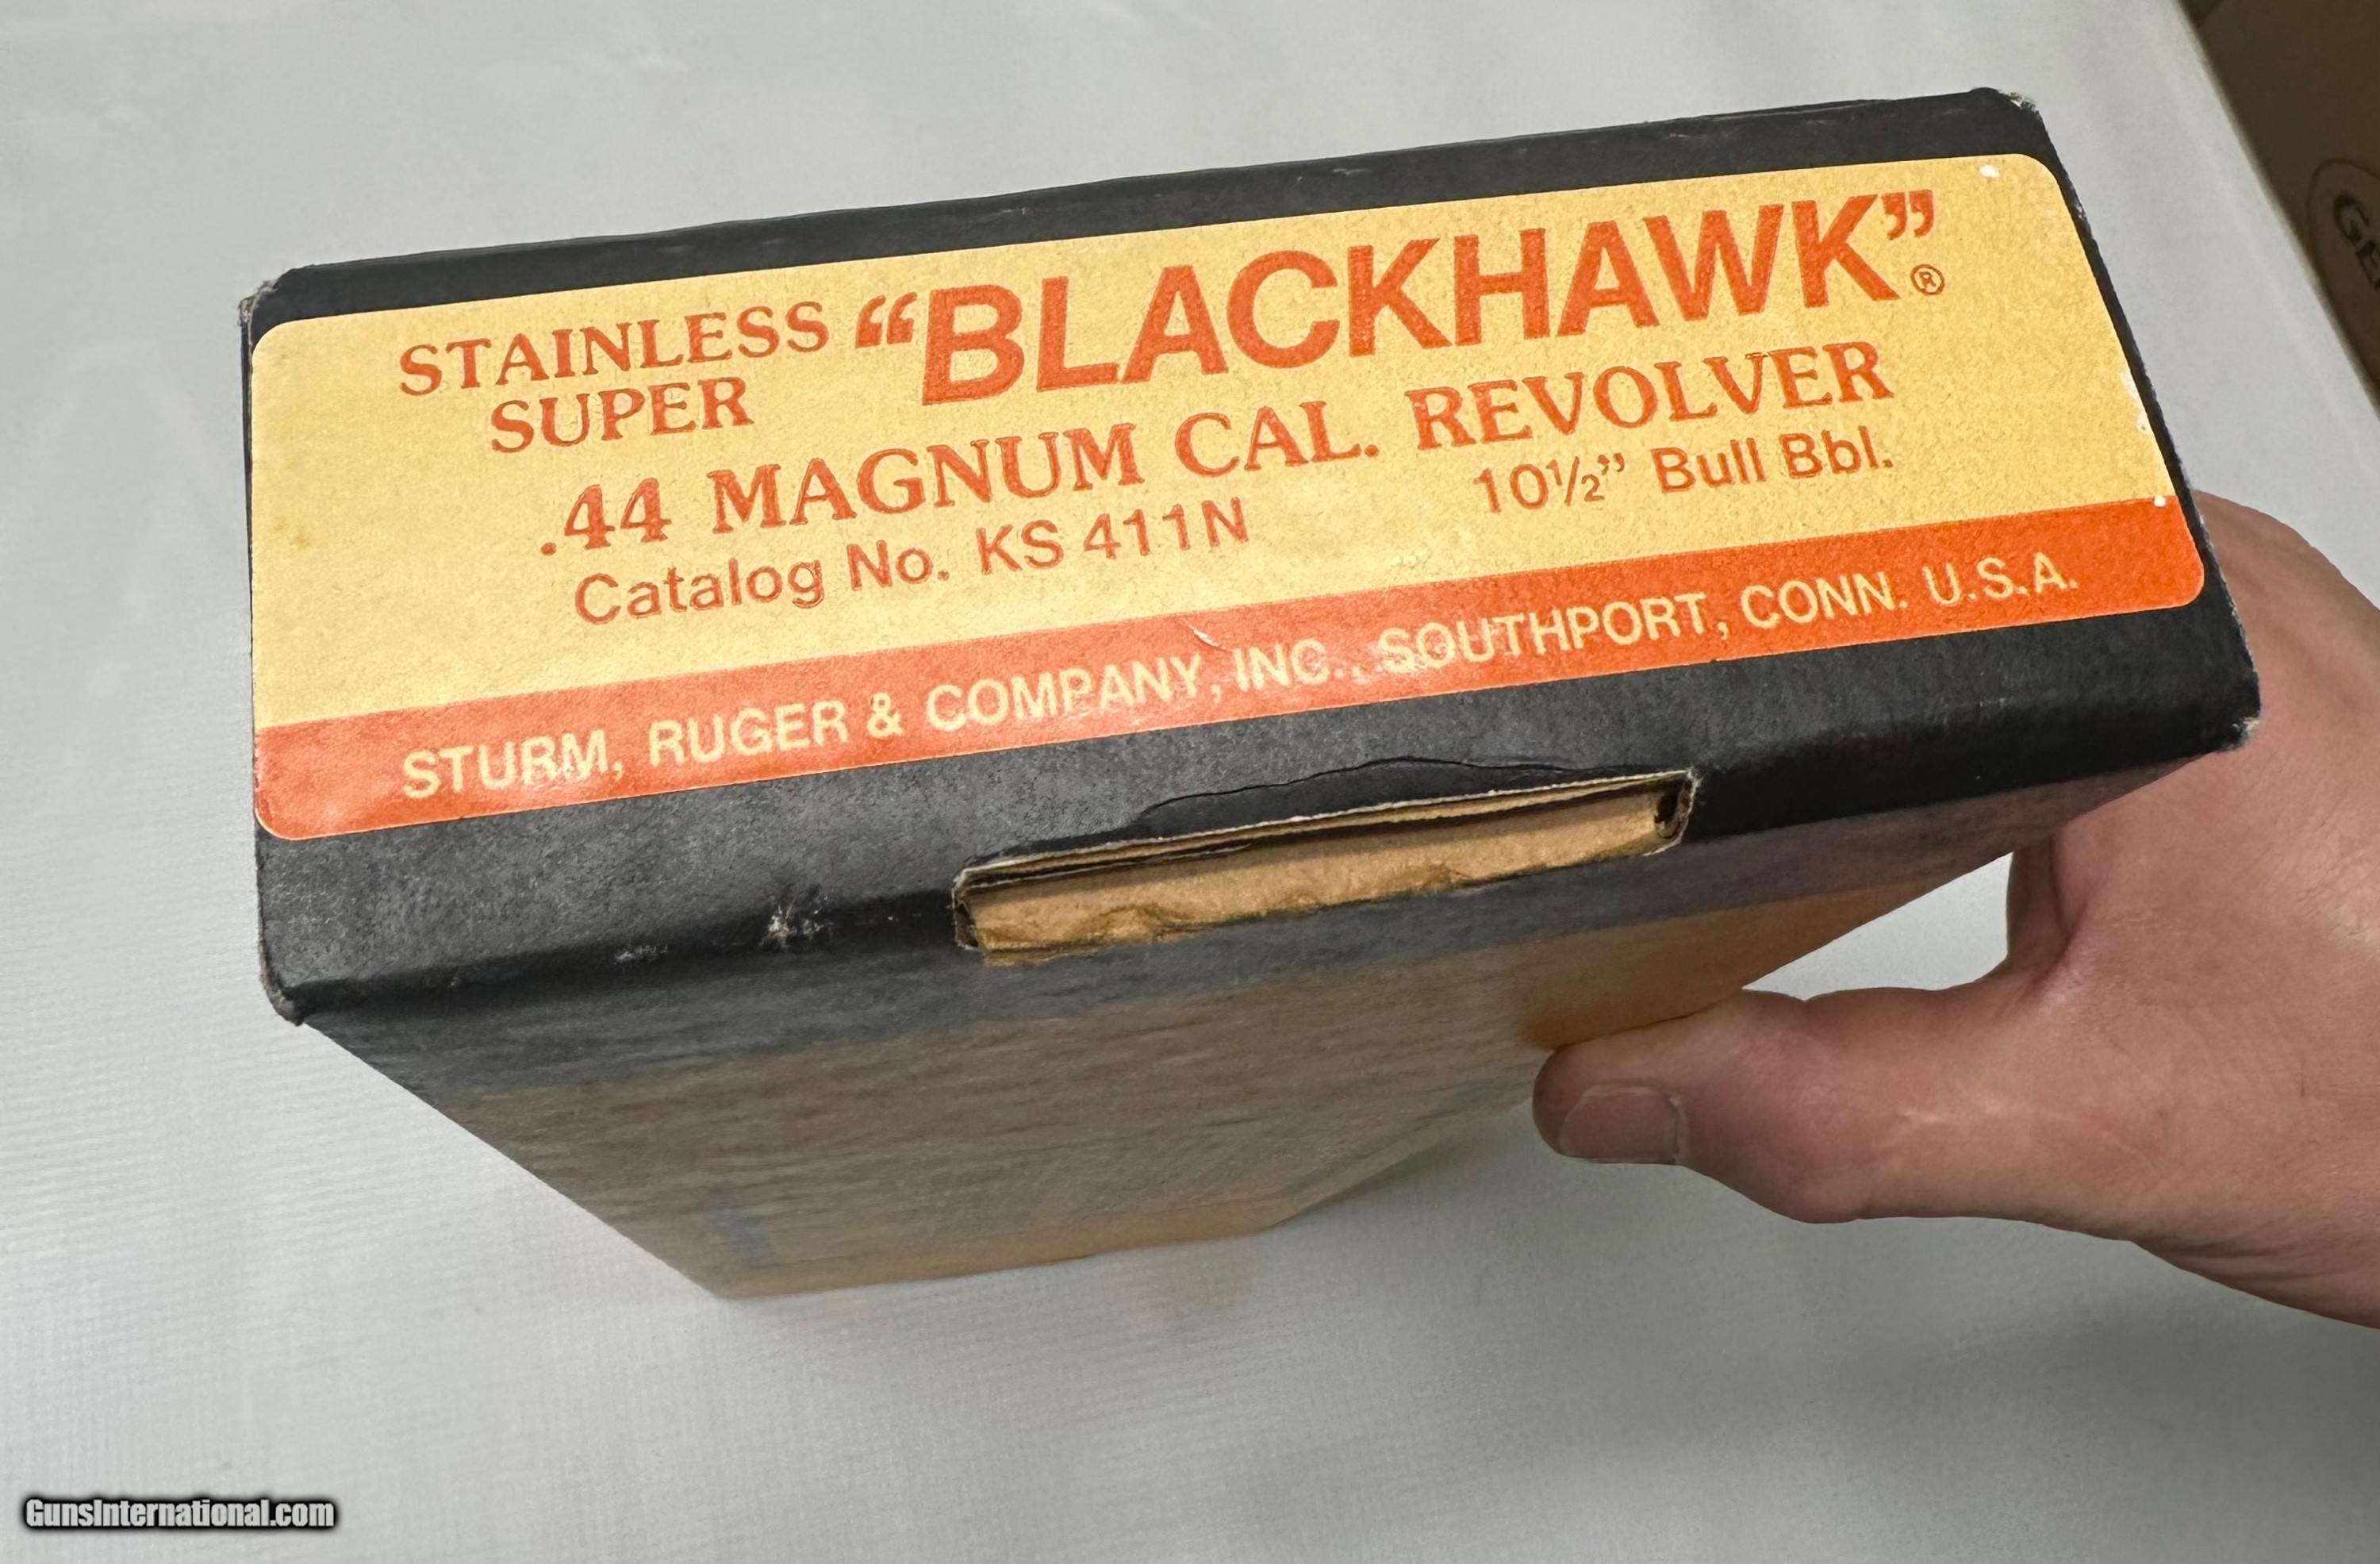 STAINLESS SUPER “BLACKHAWK”®
.44 MAGNUM CAL. REVOLVER
Catalog No. KS 411N 10½” Bull Bbl.
STURM, RUGER & COMPANY, INC., SOUTHPORT, CONN. U.S.A.
GunsInternational.com